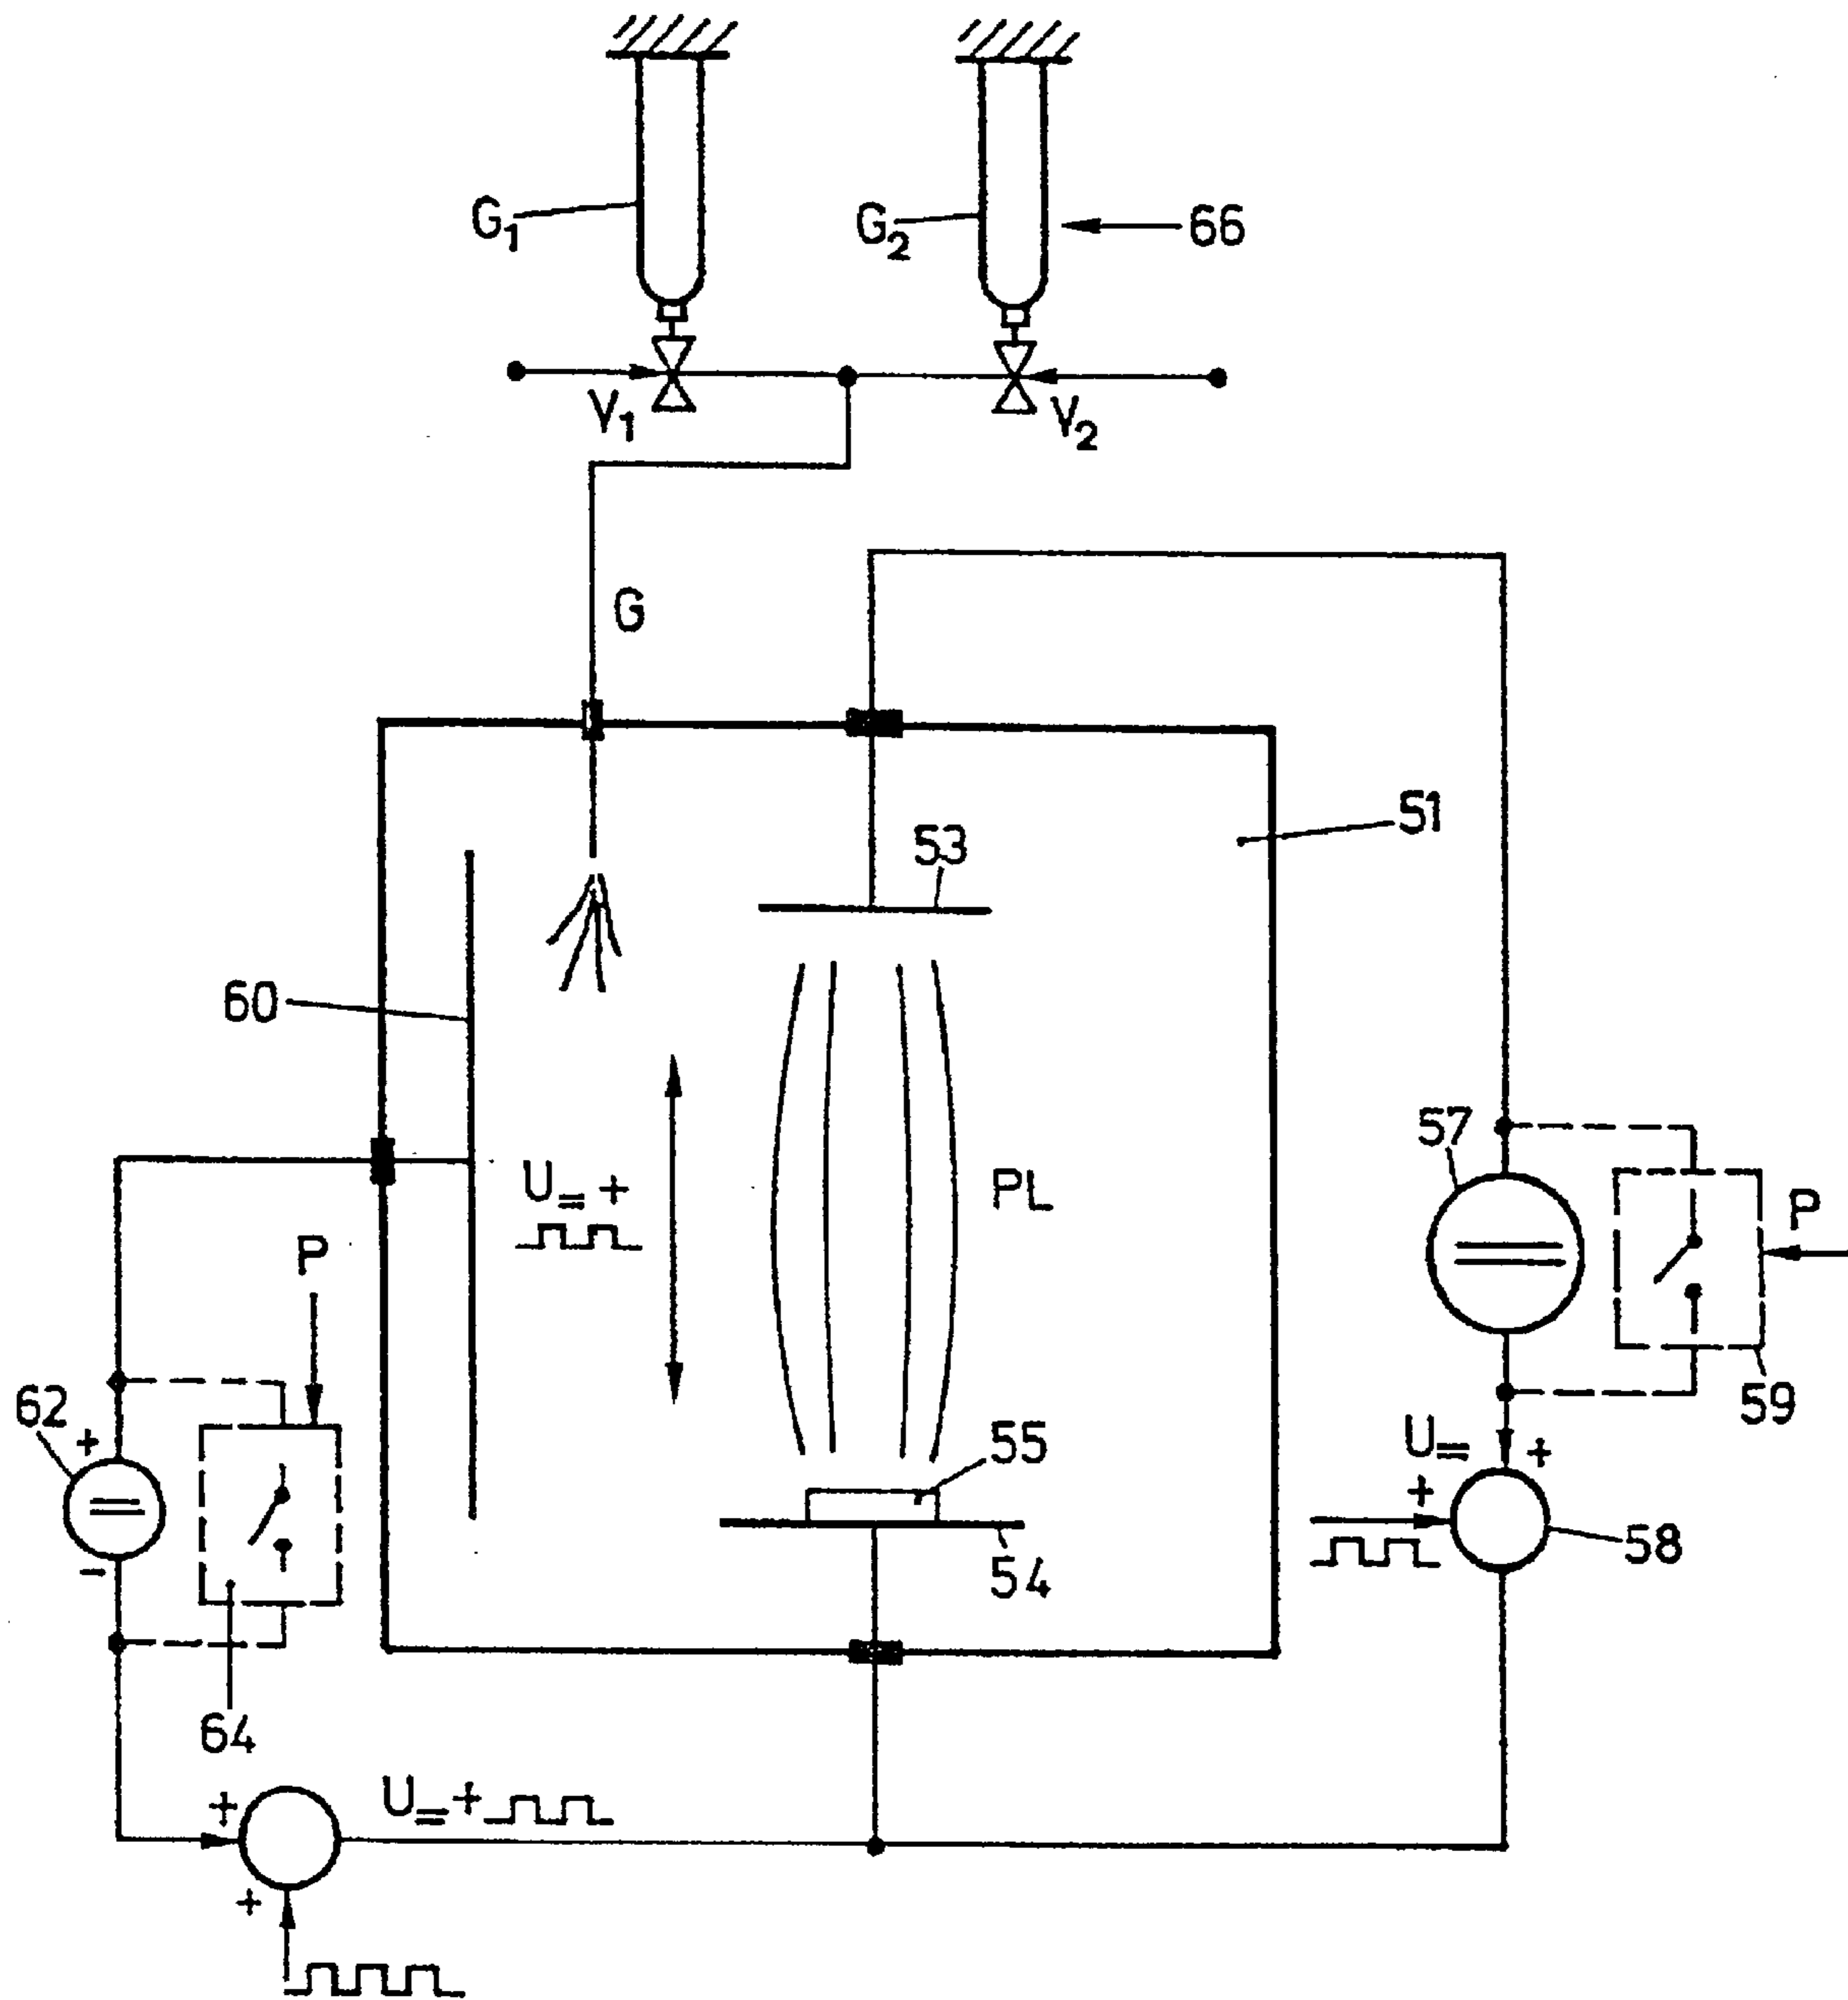 G₁
G₂
66
V₁
V₂
G
51
53
60
57
U₌ +
PL
P
P
59
62
+
55
U₌
+
+
58
−
54
64
+
U₌+
+